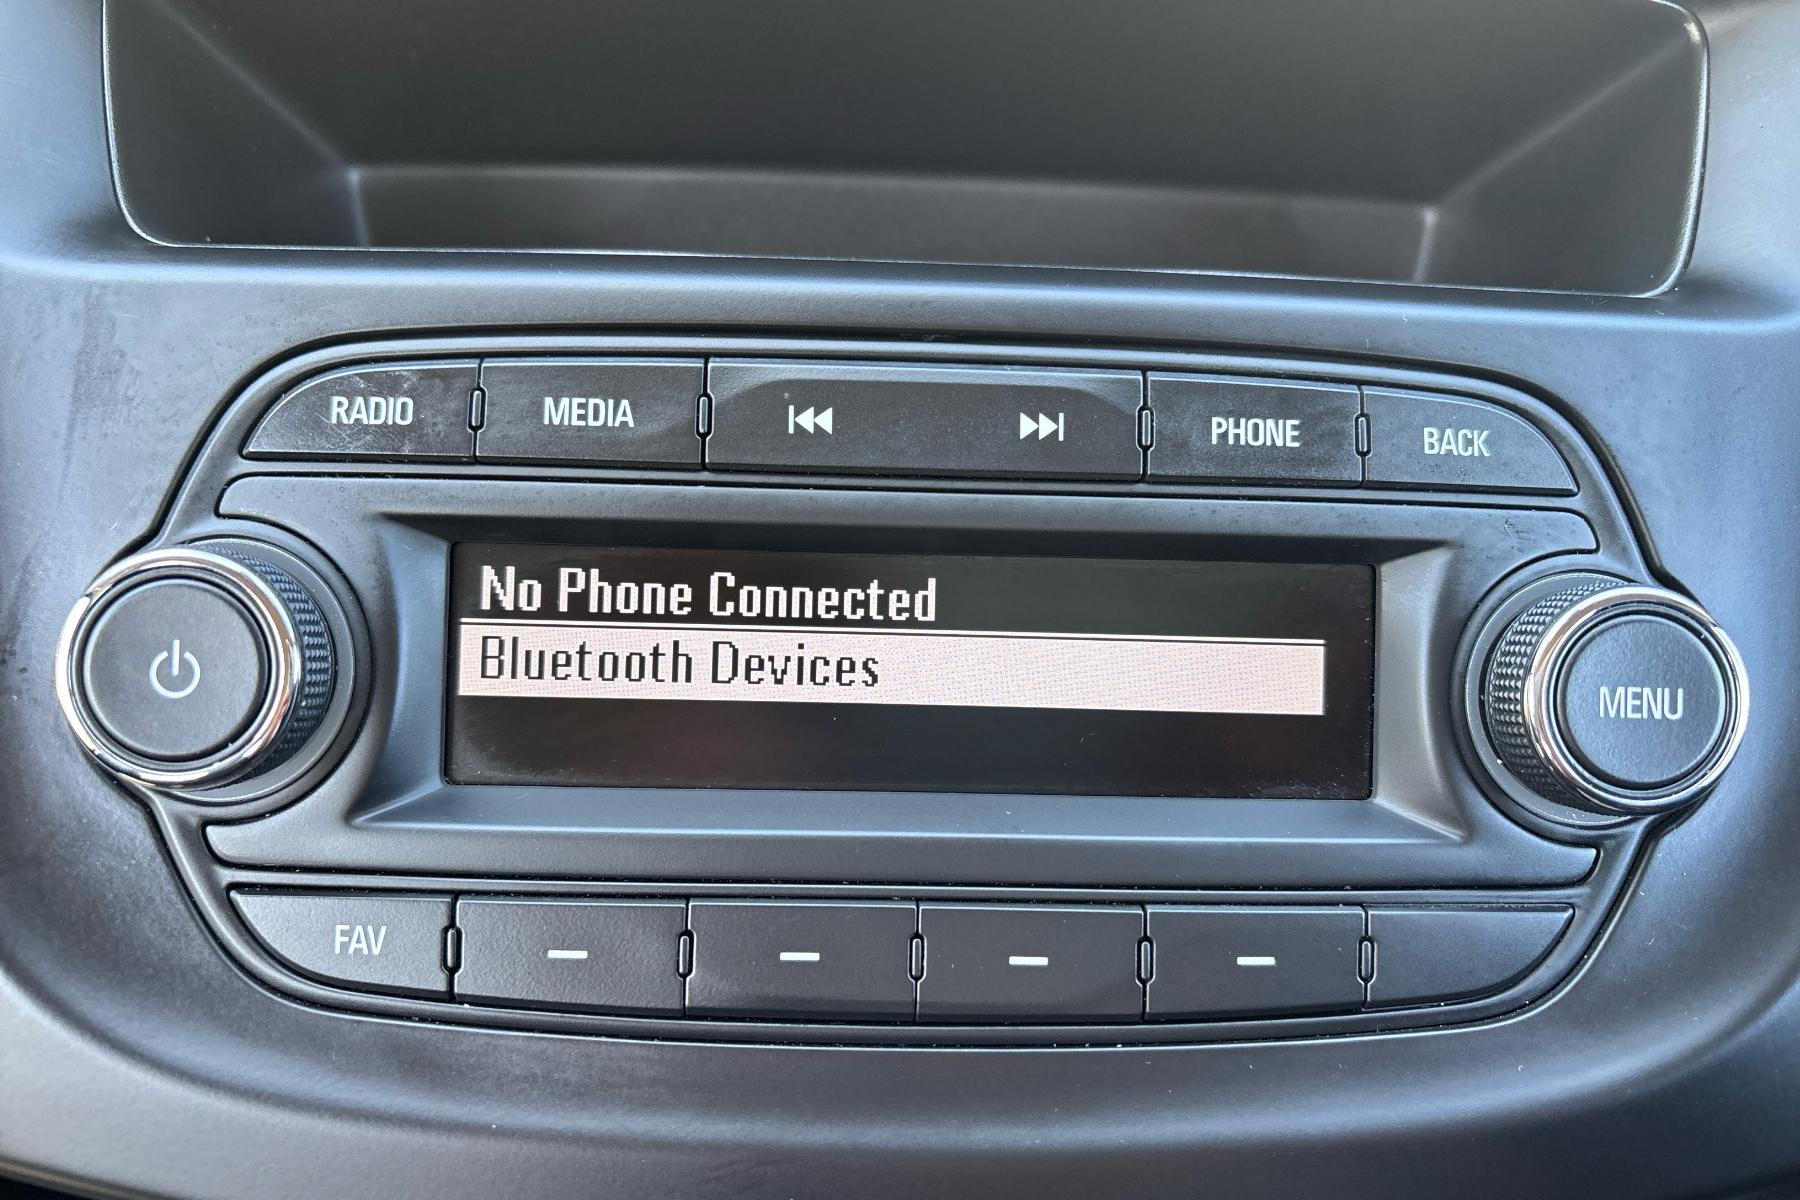 RADIO MEDIA PHONE BACK
No Phone Connected
Bluetooth Devices
MENU
FAV